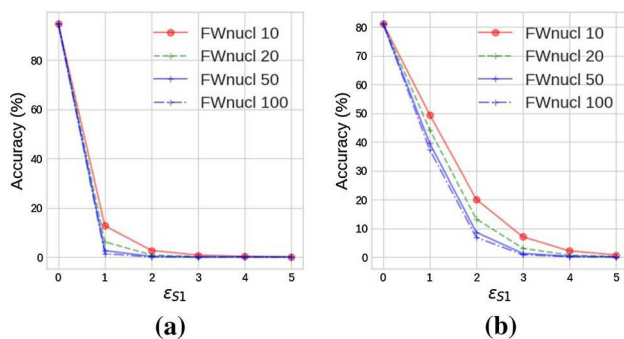 FWnucl 10
FWnucl 20
FWnucl 50
FWnucl 100
Accuracy (%)
80
60
40
20
0
0 1 2 3 4 5
εS1
(a)
FWnucl 10
FWnucl 20
FWnucl 50
FWnucl 100
Accuracy (%)
80
70
60
50
40
30
20
10
0
0 1 2 3 4 5
εS1
(b)